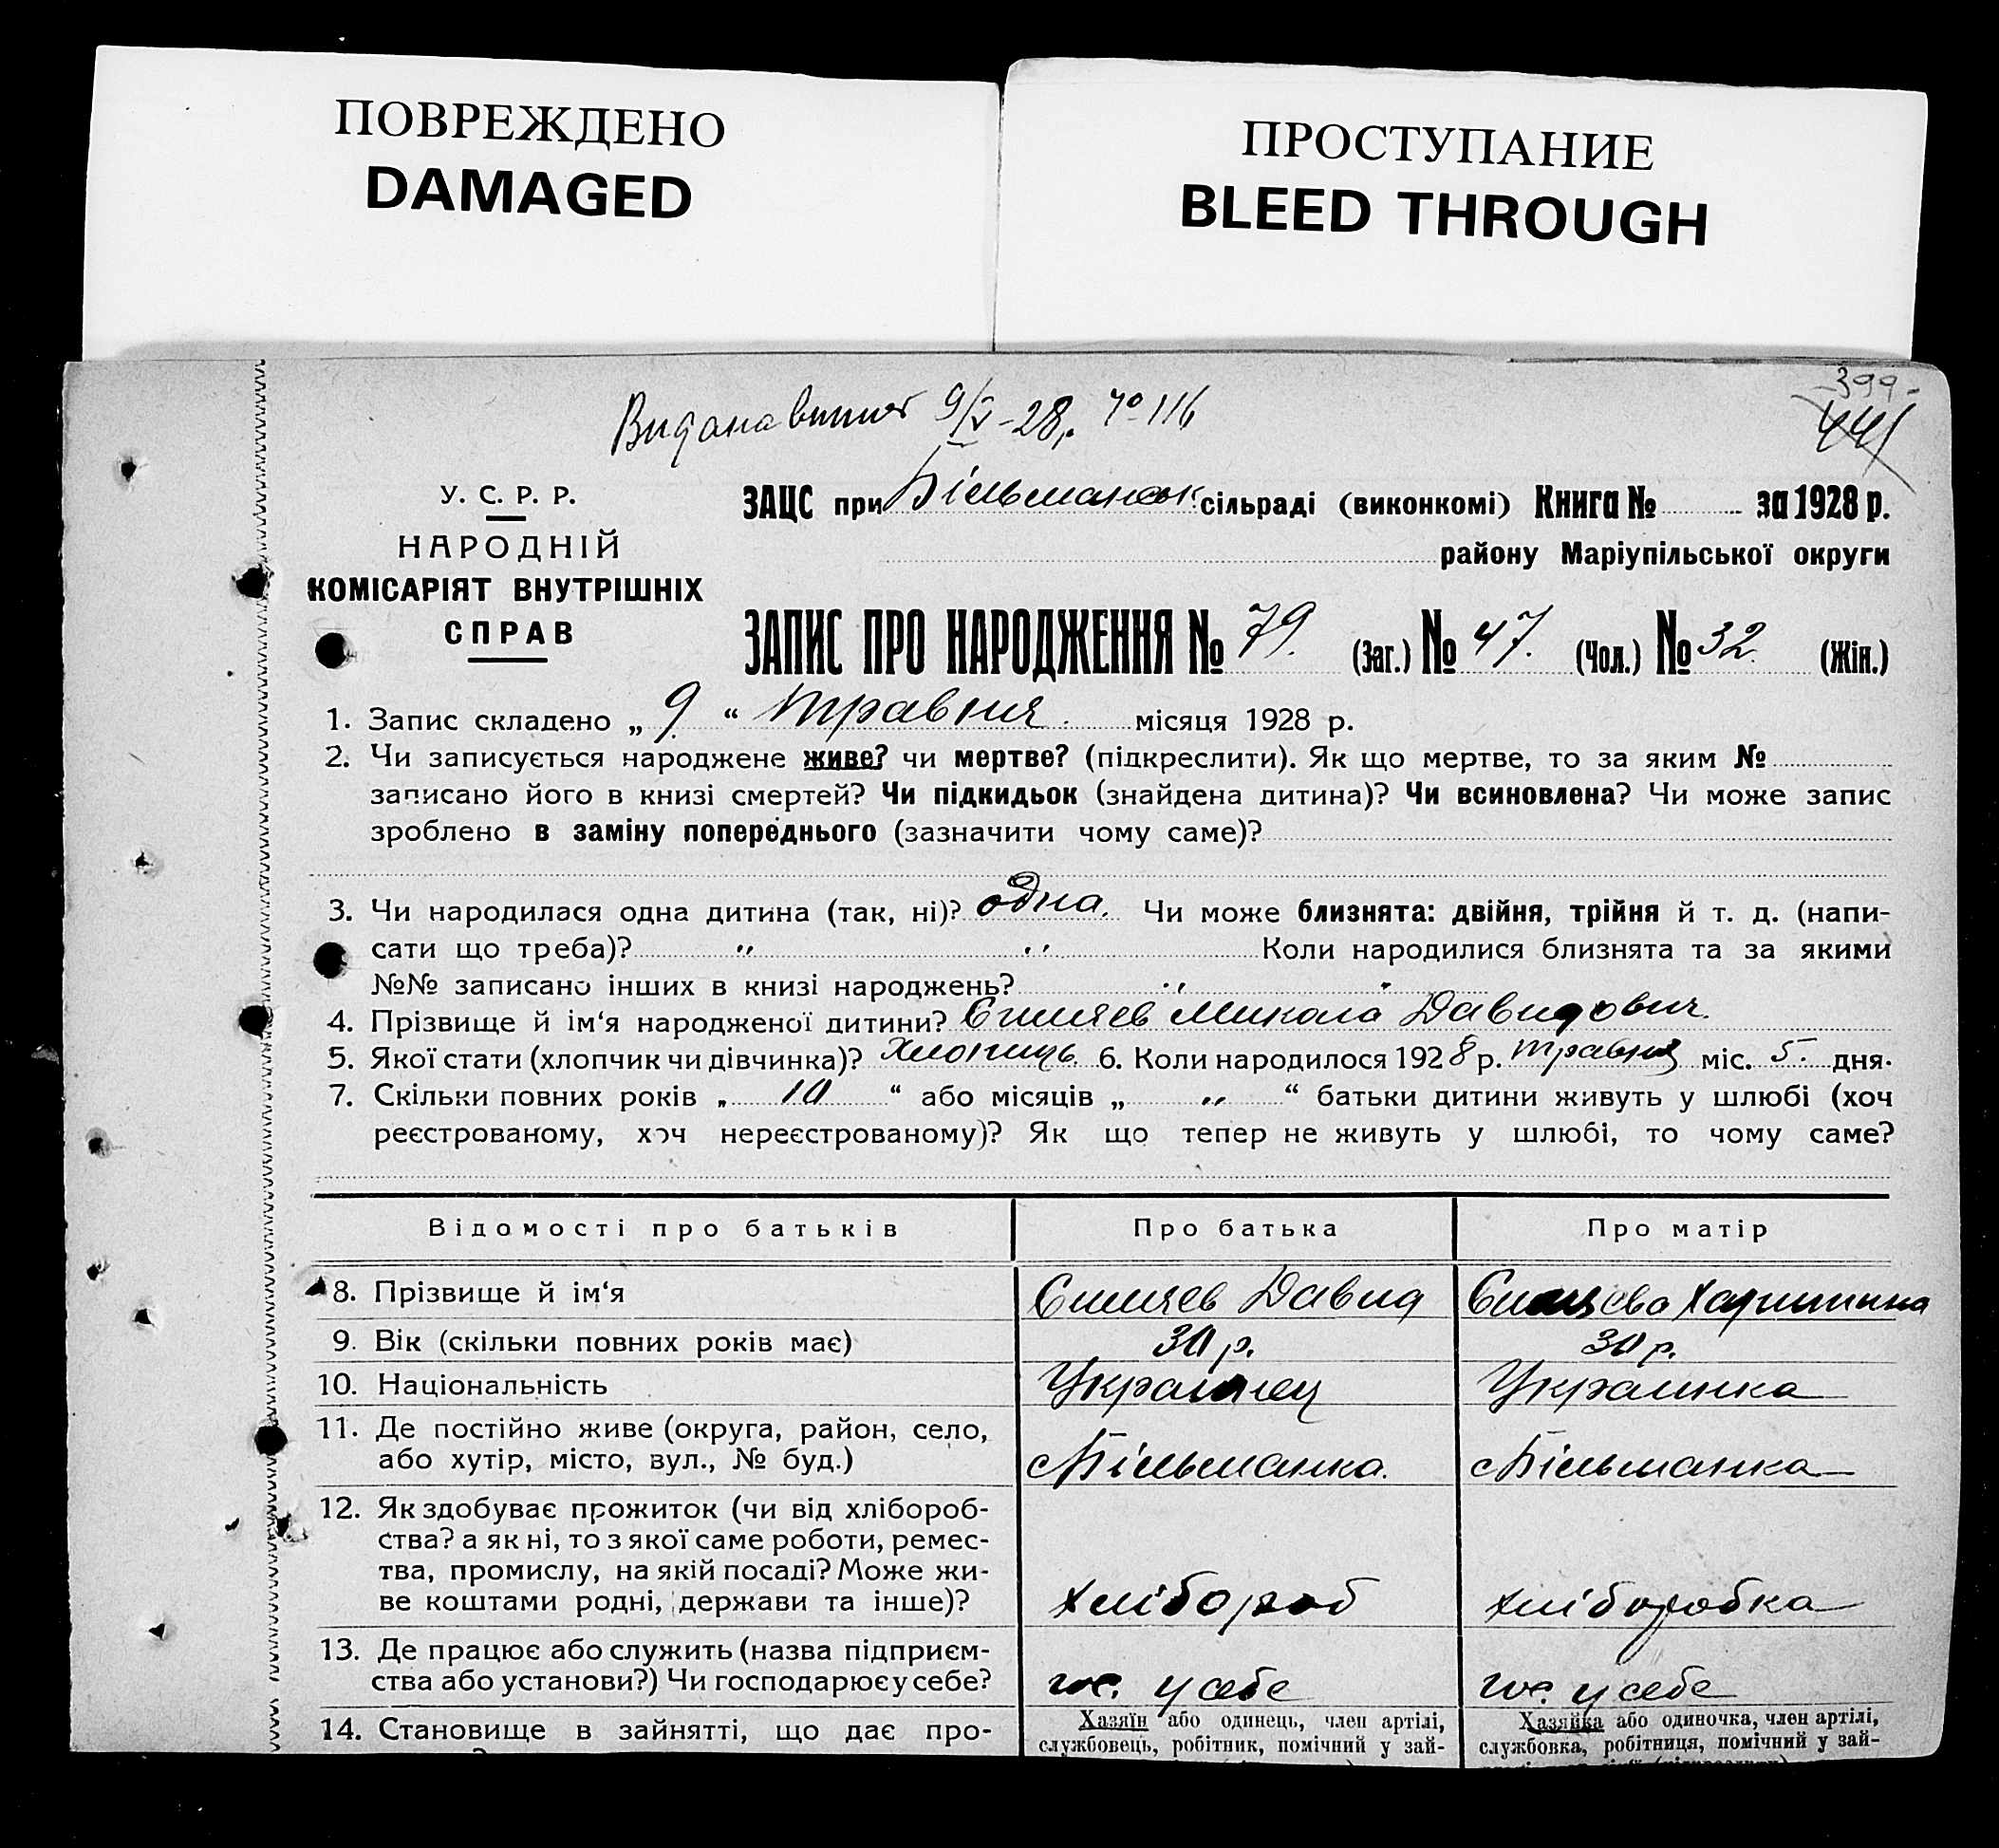 ПОВРЕЖДЕНО
DAMAGED
ПРОСТУПАНИЕ
BLEED THROUGH
-399-
441
Видана 9/V-28р. № 116
У. С. Р. Р.
НАРОДНІЙ
КОМІСАРІЯТ ВНУТРІШНІХ
СПРАВ
ЗАЦС при Більманськ. сільраді (виконкомі) Книга № за 1928 р.
району Маріупільської округи
ЗАПИС ПРО НАРОДЖЕННЯ № 79. (Заг.) № 47. (Чол.) № 32. (Жін.)
1. Запис складено „ 9 “ травня місяця 1928 р.
2. Чи записується народжене живе? чи мертве? (підкреслити). Як що мертве, то за яким №
записано його в книзі смертей? Чи підкидьок (знайдена дитина)? Чи всиновлена? Чи може запис
зроблено в заміну попереднього (зазначити чому саме)?
3. Чи народилася одна дитина (так, ні)? одна. Чи може близнята: двійня, трійня й т. д. (напи-
сати що треба)? " " Коли народилися близнята та за якими
№№ записано інших в книзі народжень? " "
4. Прізвище й ім‘я народженої дитини? Микола Давидович.
5. Якої стати (хлопчик чи дівчинка)? Хлопець 6. Коли народилося 1928 р. травня міс. 5. дня.
7. Скільки повних років „ 10 “ або місяців „ " “ батьки дитини живуть у шлюбі (хоч
реєстрованому, хоч нереєстрованому)? Як що тепер не живуть у шлюбі, то чому саме?
Відомості про батьків Про батька Про матір
8. Прізвище й ім‘я Давид
9. Вік (скільки повних років має) 30 р. 30 р.
10. Національність Украинец Украинка
11. Де постійно живе (округа, район, село,
або хутір, місто, вул., № буд.) с Більманка. с Більманка
12. Як здобуває прожиток (чи від хлібороб-
ства? а як ні, то з якої саме роботи, ремес-
тва, промислу, на якій посаді? Може жи-
ве коштами родні, держави та інше)? хлібороб хліборобка
13. Де працює або служить (назва підприєм-
ства або установи?) Чи господарює у себе? у себе у себе
14. Становище в зайнятті, що дає про-
Хазяїн або одинець, член артілі,
службовець, робітник, помічний у зай-
Хазяйка або одиночка, член артілі,
службовка, робітниця, помічний у зай-